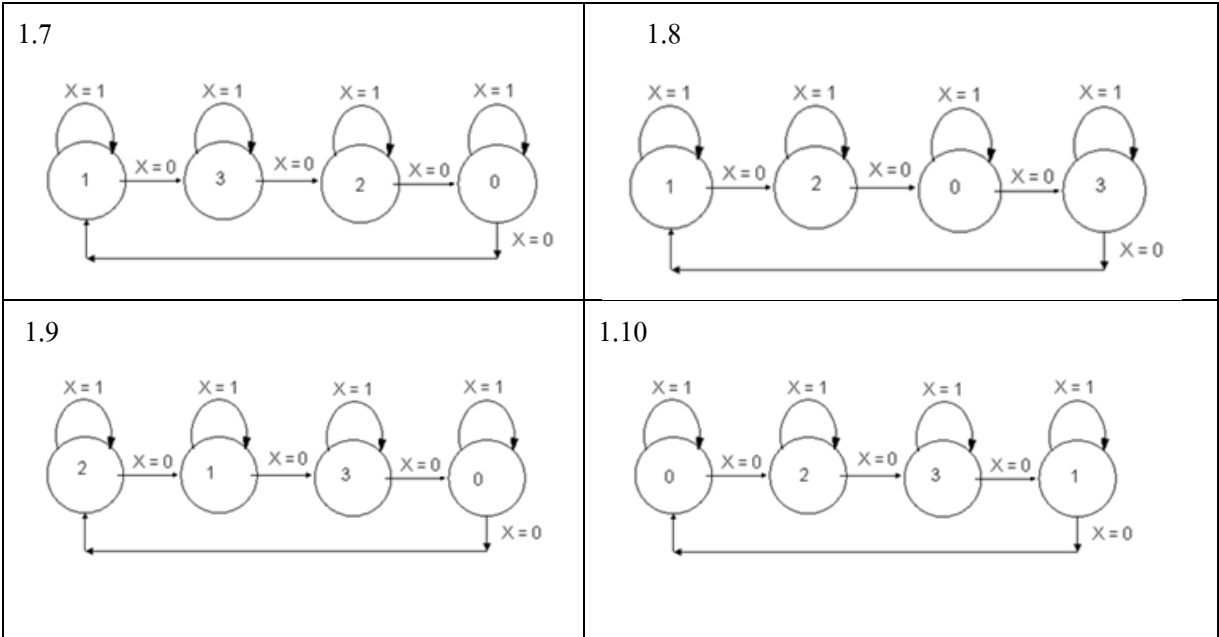 1.7
X = 1 X = 1 X = 1 X = 1
1 X = 0 3 X = 0 2 X = 0 0
X = 0
1.8
X = 1 X = 1 X = 1 X = 1
1 X = 0 2 X = 0 0 X = 0 3
X = 0
1.9
X = 1 X = 1 X = 1 X = 1
2 X = 0 1 X = 0 3 X = 0 0
X = 0
1.10
X = 1 X = 1 X = 1 X = 1
0 X = 0 2 X = 0 3 X = 0 1
X = 0